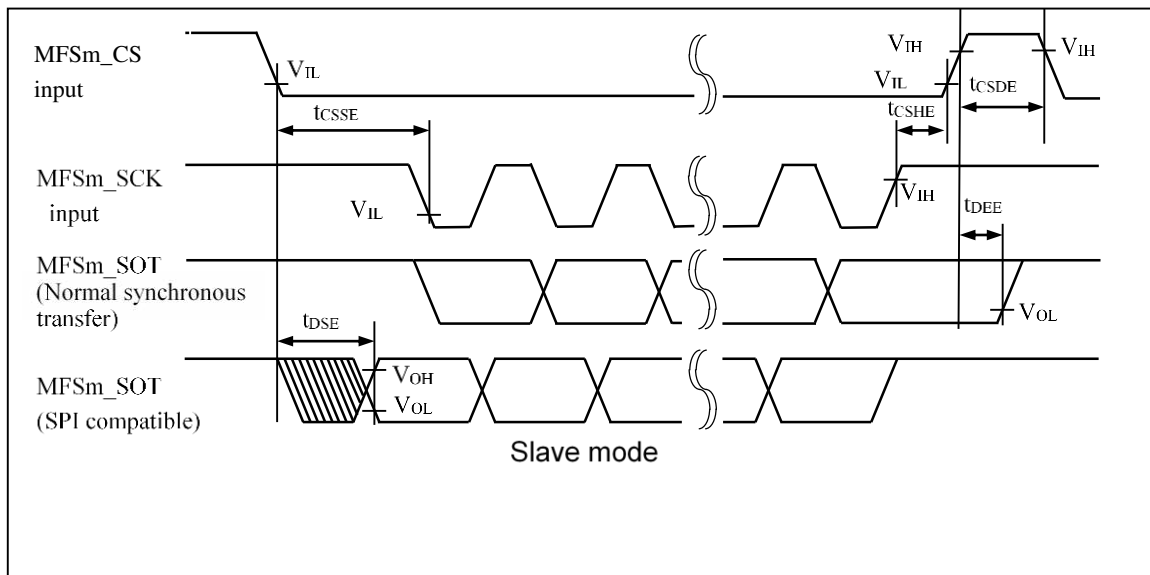 MFSm_CS
input
VIL
VIH
VIL
VIH
tCSDE
tCSSE
tCSHE
MFSm_SCK
input
VIL
VIH
tDEE
MFSm_SOT
(Normal synchronous
transfer)
VOL
tDSE
MFSm_SOT
(SPI compatible)
VOH
VOL
Slave mode